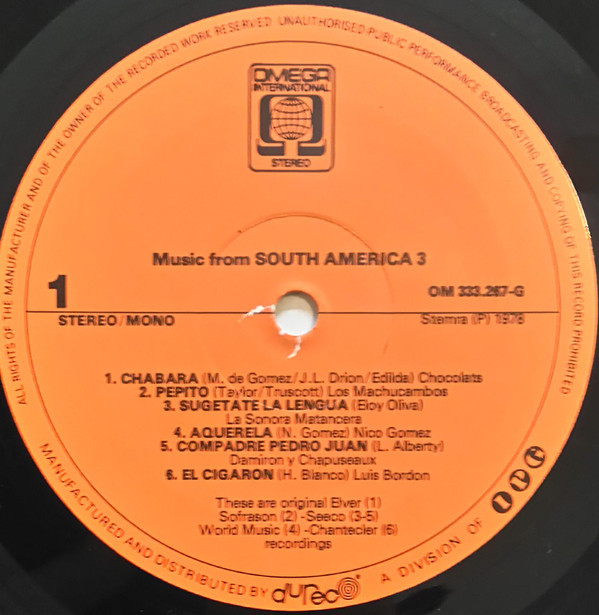 ALL RIGHTS OF THE MANUFACTURER AND OF THE OWNER OF THE RECORDED WORK RESERVED UNAUTHORISED PUBLIC PERFORMANCE BROADCASTING AND COPYING OF THIS RECORD PROHIBITED
OMEGA
INTERNATIONAL
STEREO
Music from SOUTH AMERICA 3
1
OM 333.267-G
STEREO/MONO
Stemra (P) 1978
1. CHABARA (M. de Gomez/J.L. Drion/Edilda) Chocolats
2. PEPITO (Taylor/Truscott) Los Machucambos
3. SUGETATE LA LENGUA (Eloy Oliva)
La Sonora Matancera
4. AQUERELA (N. Gomez) Nico Gomez
5. COMPADRE PEDRO JUAN (L. Alberty)
Damiron y Chapuseaux
6. EL CIGARON (H. Blanco) Luis Bordon
These are original Elver (1)
Sofrason (2) -Seeco (3-5)
World Music (4) -Chantecler (6)
recordings
MANUFACTURED AND DISTRIBUTED BY dureco A DIVISION OF